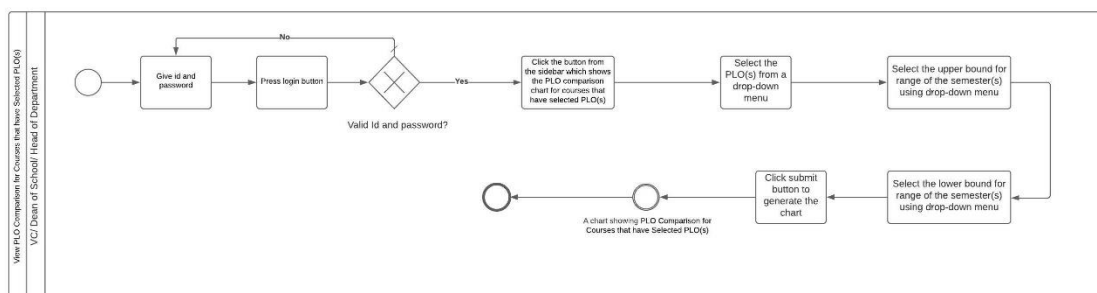 View PLO Comparison for Courses that have Selected PLO(s)
VC/ Dean of School/ Head of Department
No
Give id and
password
Press login button
Valid Id and password?
Yes
Click the button from
the sidebar which shows
the PLO comparison
chart for courses that
have selected PLO(s)
Select the
PLO(s) from a
drop-down
menu
Select the upper bound for
range of the semester(s)
using drop-down menu
Select the lower bound for
range of the semester(s)
using drop-down menu
Click submit
button to
generate the
chart
A chart showing PLO Comparison for
Courses that have Selected PLO(s)